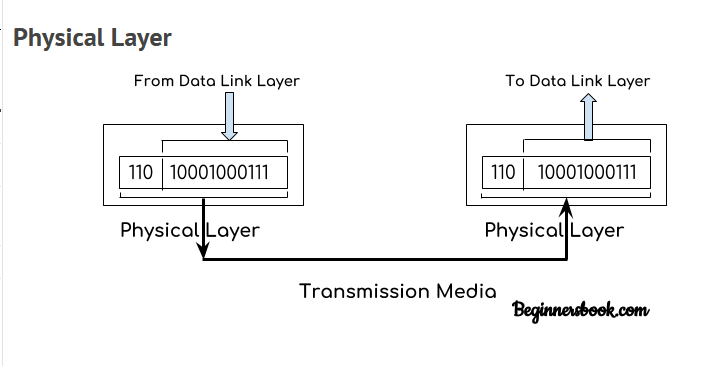 Physical Layer
From Data Link Layer
To Data Link Layer
110 10001000111
110 10001000111
Physical Layer
Physical Layer
Transmission Media
Beginnersbook.com